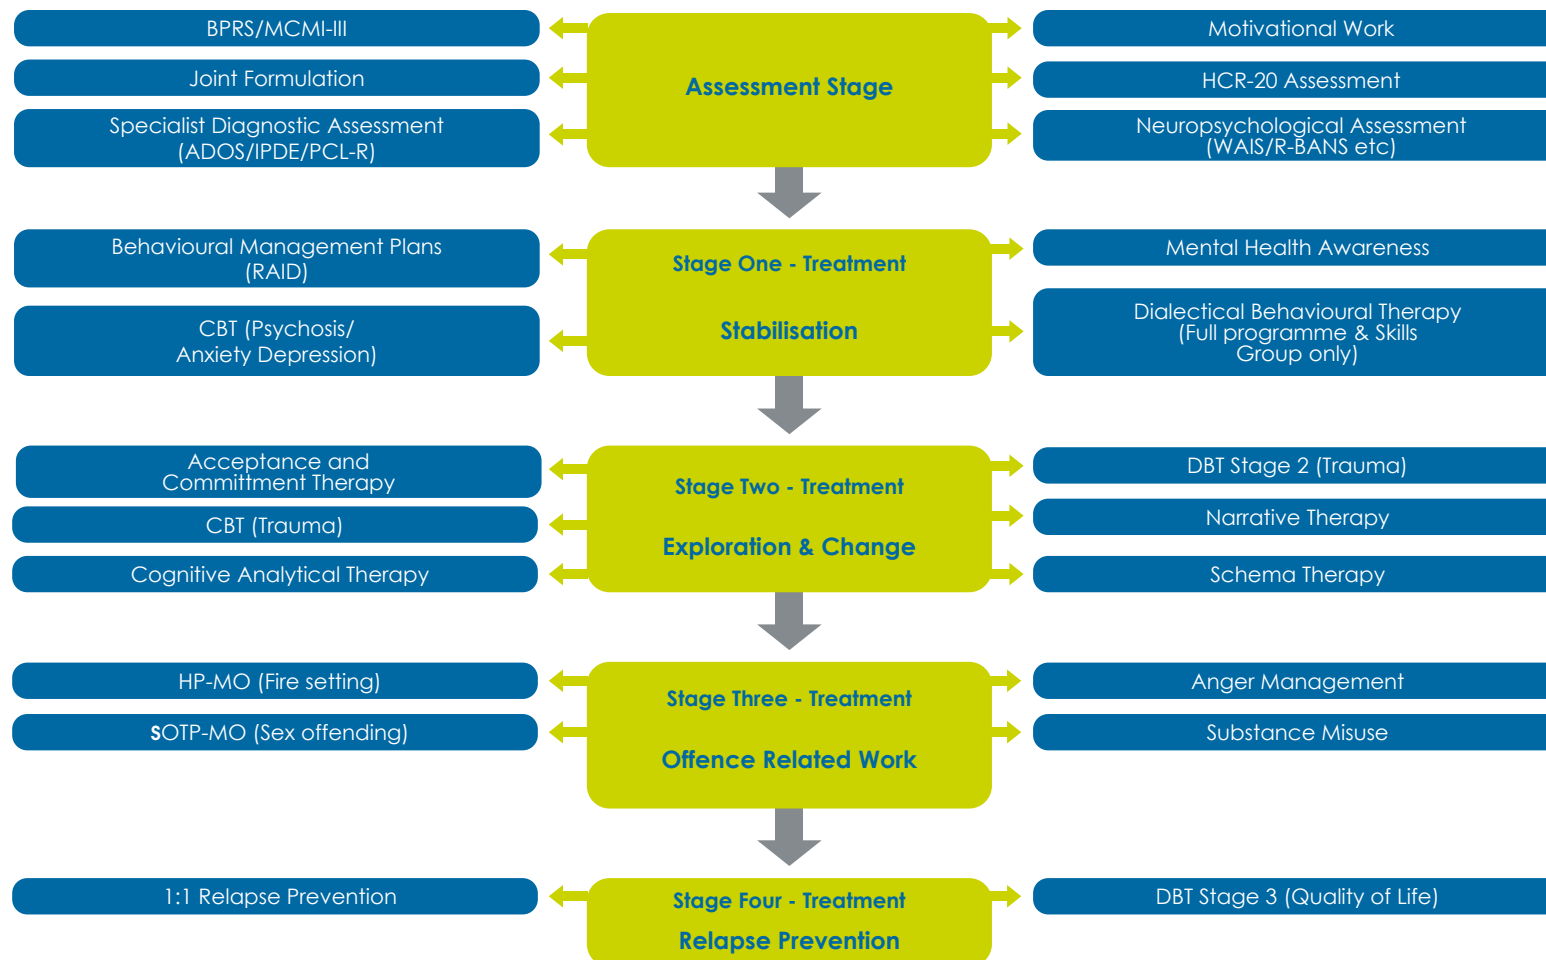 BPRS/MCMI-III
Joint Formulation
Specialist Diagnostic Assessment
(ADOS/IPDE/PCL-R)
Assessment Stage
Motivational Work
HCR-20 Assessment
Neuropsychological Assessment
(WAIS/R-BANS etc)
Behavioural Management Plans
(RAID)
CBT (Psychosis/
Anxiety Depression)
Stage One - Treatment
Stabilisation
Mental Health Awareness
Dialectical Behavioural Therapy
(Full programme & Skills
Group only)
Acceptance and
Committment Therapy
CBT (Trauma)
Cognitive Analytical Therapy
Stage Two - Treatment
Exploration & Change
DBT Stage 2 (Trauma)
Narrative Therapy
Schema Therapy
HP-MO (Fire setting)
SOTP-MO (Sex offending)
Stage Three - Treatment
Offence Related Work
Anger Management
Substance Misuse
1:1 Relapse Prevention
Stage Four - Treatment
Relapse Prevention
DBT Stage 3 (Quality of Life)